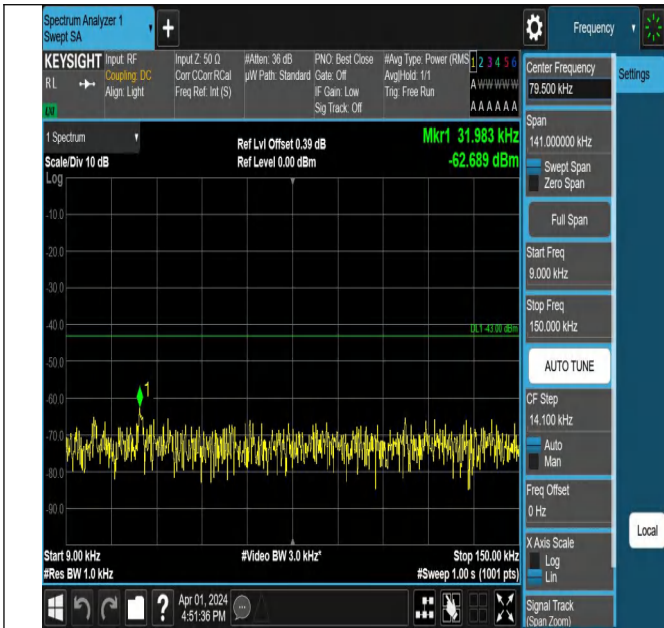 Spectrum Analyzer 1
Swept SA
+
Frequency
KEYSIGHT
RL
LXI
Input: RF
Coupling: DC
Align: Light
Input Z: 50 Ω
Corr CCorr RCal
Freq Ref: Int (S)
#Atten: 36 dB
µW Path: Standard
PNO: Best Close
Gate: Off
IF Gain: Low
Sig Track: Off
#Avg Type: Power (RMS
Avg|Hold: 1/1
Trig: Free Run
1 2 3 4 5 6
A W W W W W
A A A A A A
1 Spectrum
Scale/Div 10 dB
Log
Ref Lvl Offset 0.39 dB
Ref Level 0.00 dBm
Mkr1 31.983 kHz
-62.689 dBm
-10.0
-20.0
-30.0
-40.0
-50.0
-60.0
-70.0
-80.0
-90.0
DL1 -43.00 dBm
1
Start 9.00 kHz
#Res BW 1.0 kHz
#Video BW 3.0 kHz*
Stop 150.00 kHz
#Sweep 1.00 s (1001 pts)
Apr 01, 2024
4:51:36 PM
?
Center Frequency
79.500 kHz
Settings
Span
141.000000 kHz
Swept Span
Zero Span
Full Span
Start Freq
9.000 kHz
Stop Freq
150.000 kHz
AUTO TUNE
CF Step
14.100 kHz
Auto
Man
Freq Offset
0 Hz
Local
X Axis Scale
Log
Lin
Signal Track
(Span Zoom)